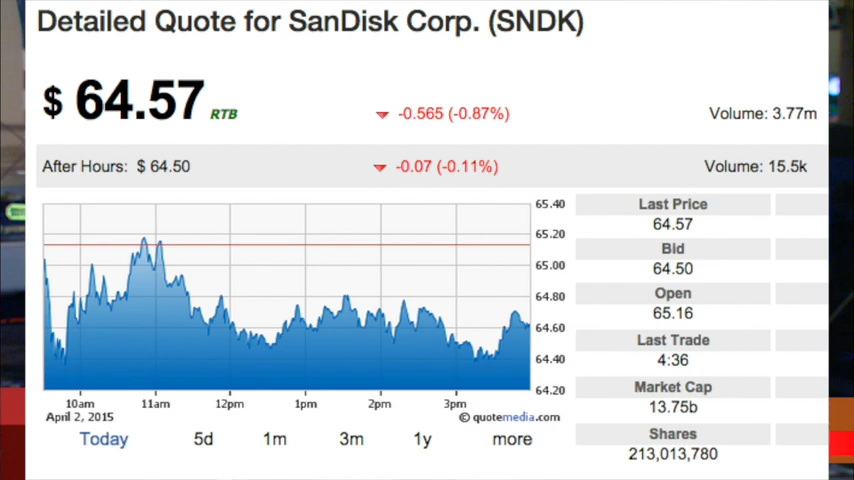 Detailed Quote for SanDisk Corp. (SNDK)
$ 64.57 RTB -0.565 (-0.87%) Volume: 3.77m
After Hours: $ 64.50 -0.07 (-0.11%) Volume: 15.5k
65.40
65.20
65.00
64.80
64.60
64.40
64.20
10am 11am 12pm 1pm 2pm 3pm
April 2, 2015 © quotemedia.com
Today 5d 1m 3m 1y more
Last Price
64.57
Bid
64.50
Open
65.16
Last Trade
4:36
Market Cap
13.75b
Shares
213,013,780